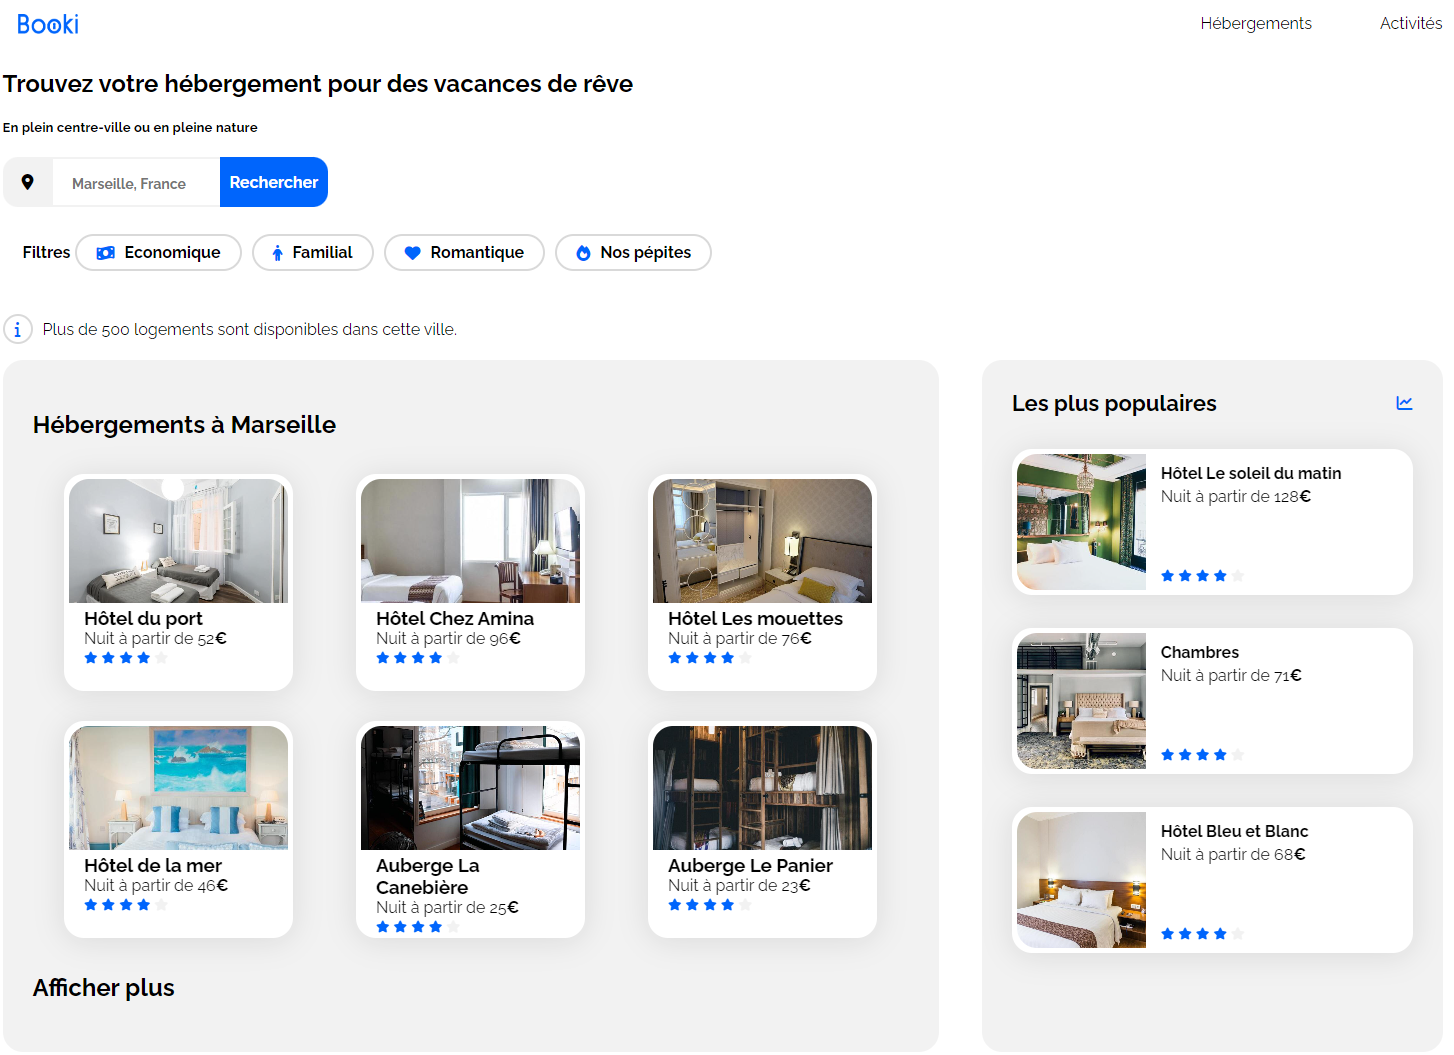 Booki
Hébergements
Activités
Trouvez votre hébergement pour des vacances de rêve
En plein centre-ville ou en pleine nature
Marseille, France
Rechercher
Filtres
Economique
Familial
Romantique
Nos pépites
Plus de 500 logements sont disponibles dans cette ville.
Hébergements à Marseille
Hôtel du port
Nuit à partir de 52€
Hôtel Chez Amina
Nuit à partir de 96€
Hôtel Les mouettes
Nuit à partir de 76€
Hôtel de la mer
Nuit à partir de 46€
Auberge La
Canebière
Nuit à partir de 25€
Auberge Le Panier
Nuit à partir de 23€
Afficher plus
Les plus populaires
Hôtel Le soleil du matin
Nuit à partir de 128€
Chambres
Nuit à partir de 71€
Hôtel Bleu et Blanc
Nuit à partir de 68€